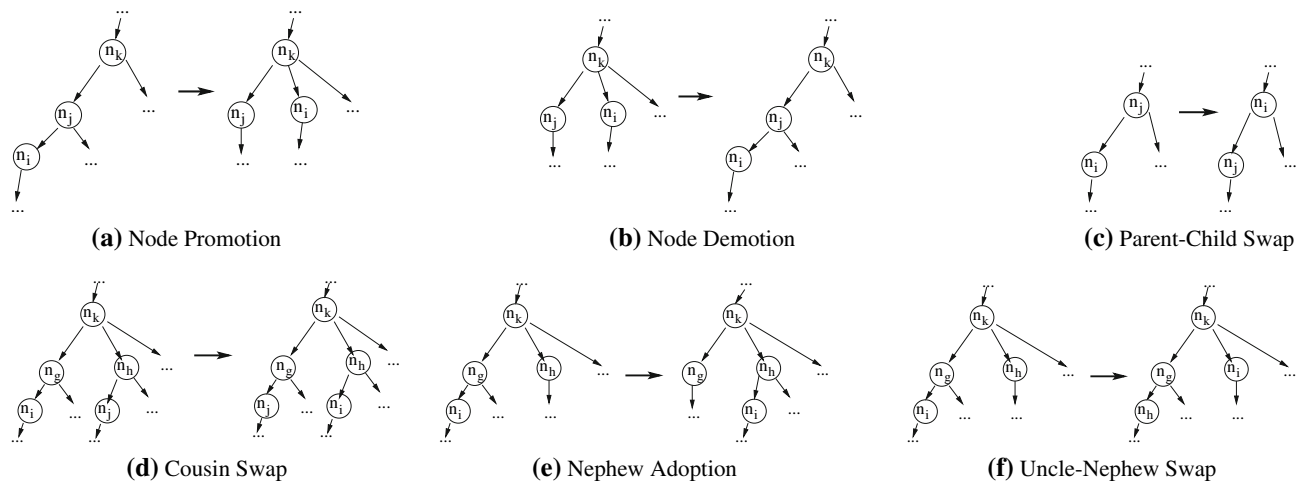 ... ... ... ...
n_k n_k n_k n_k ... ...
n_j ... n_j n_i ... n_j n_i ... n_j ... n_j n_i
n_i ... ... ... ... ... n_i ... n_i ... n_j ...
... ... ... ...
(a) Node Promotion
(b) Node Demotion
(c) Parent-Child Swap
... ... ... ... ... ...
n_k n_k n_k n_k n_k n_k
n_g n_h ... n_g n_h ... n_g n_h ... n_g n_h ... n_g n_h ... n_g n_i ...
n_i ... n_j ... n_j ... n_i ... n_i ... ... ... n_i ... n_i ... ... n_h ... ...
... ... ... ... ... ... ... ...
(d) Cousin Swap
(e) Nephew Adoption
(f) Uncle-Nephew Swap